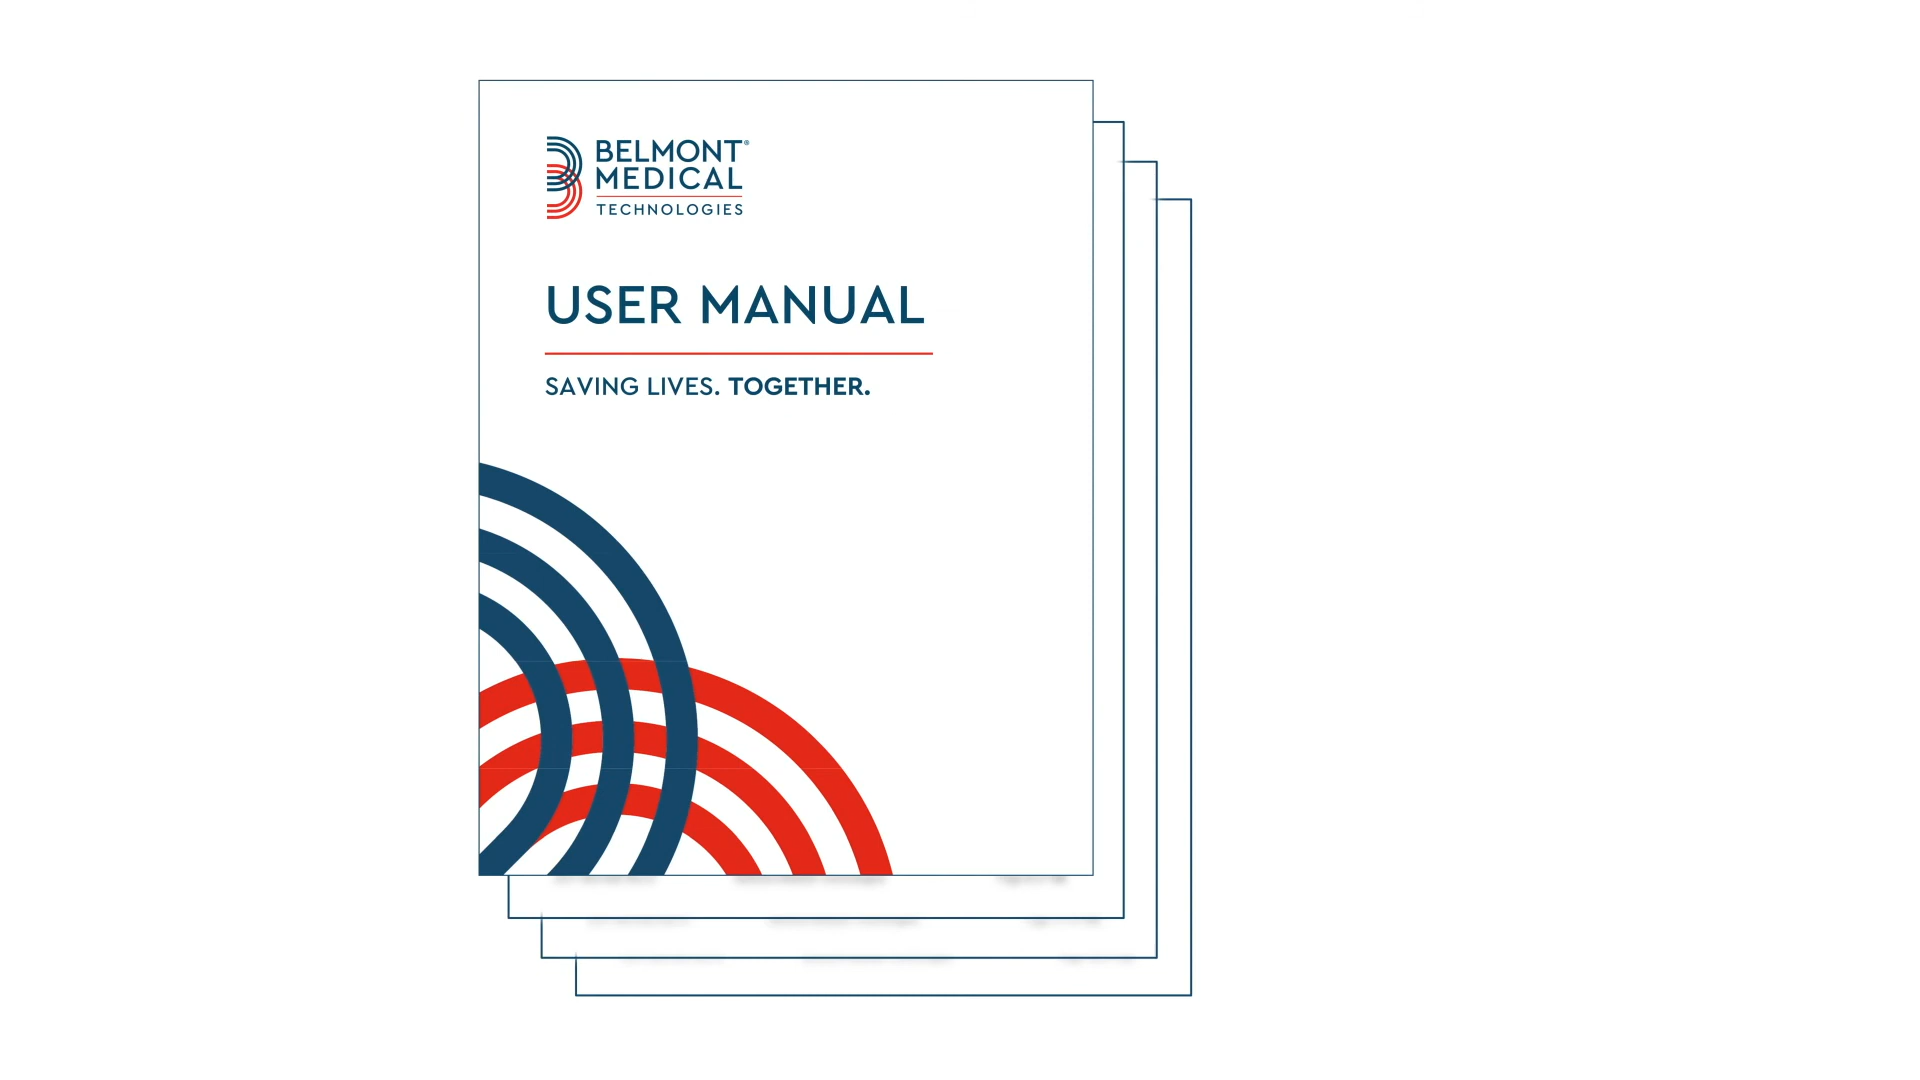 BELMONT®
MEDICAL
TECHNOLOGIES
USER MANUAL
SAVING LIVES. TOGETHER.